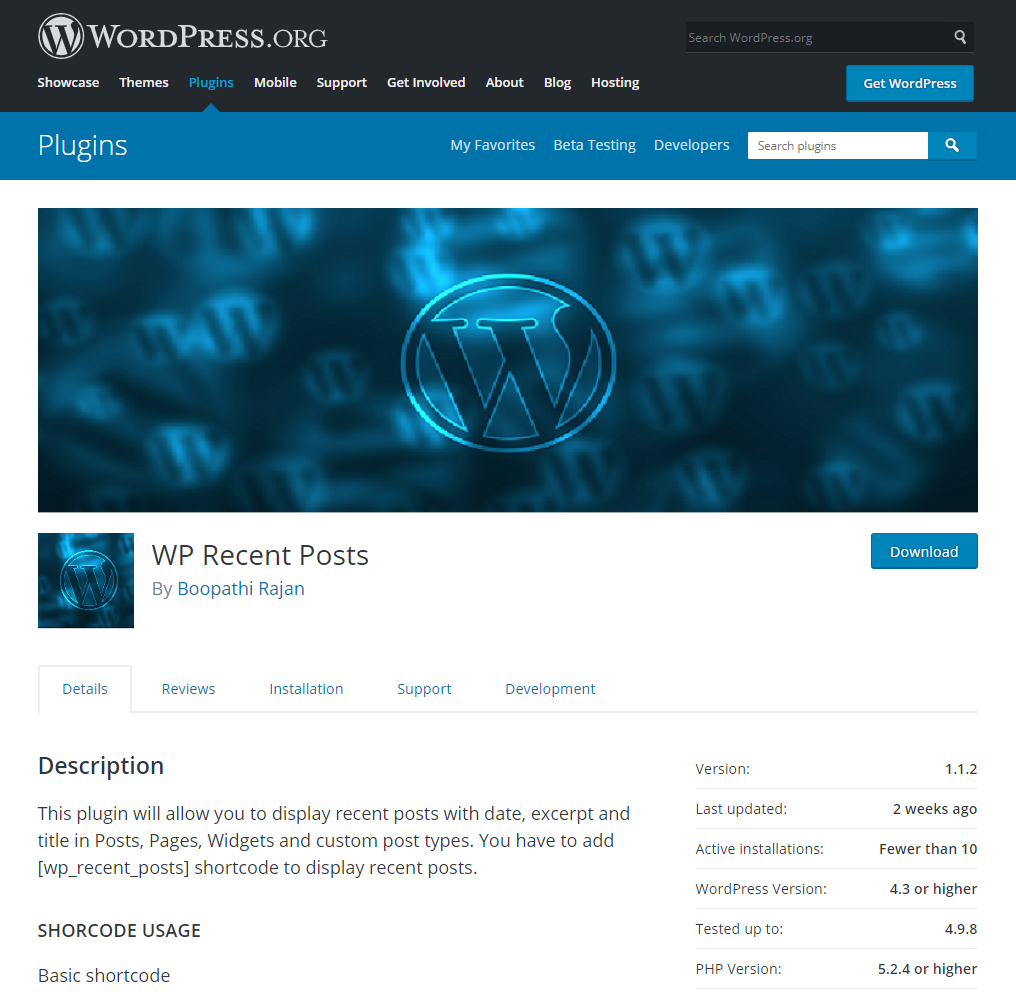 WORDPRESS.ORG
Search WordPress.org
Showcase Themes Plugins Mobile Support Get Involved About Blog Hosting
Get WordPress
Plugins
My Favorites Beta Testing Developers
Search plugins
WP Recent Posts
By Boopathi Rajan
Download
Details Reviews Installation Support Development
Description
This plugin will allow you to display recent posts with date, excerpt and
title in Posts, Pages, Widgets and custom post types. You have to add
[wp_recent_posts] shortcode to display recent posts.
SHORCODE USAGE
Basic shortcode
Version: 1.1.2
Last updated: 2 weeks ago
Active installations: Fewer than 10
WordPress Version: 4.3 or higher
Tested up to: 4.9.8
PHP Version: 5.2.4 or higher